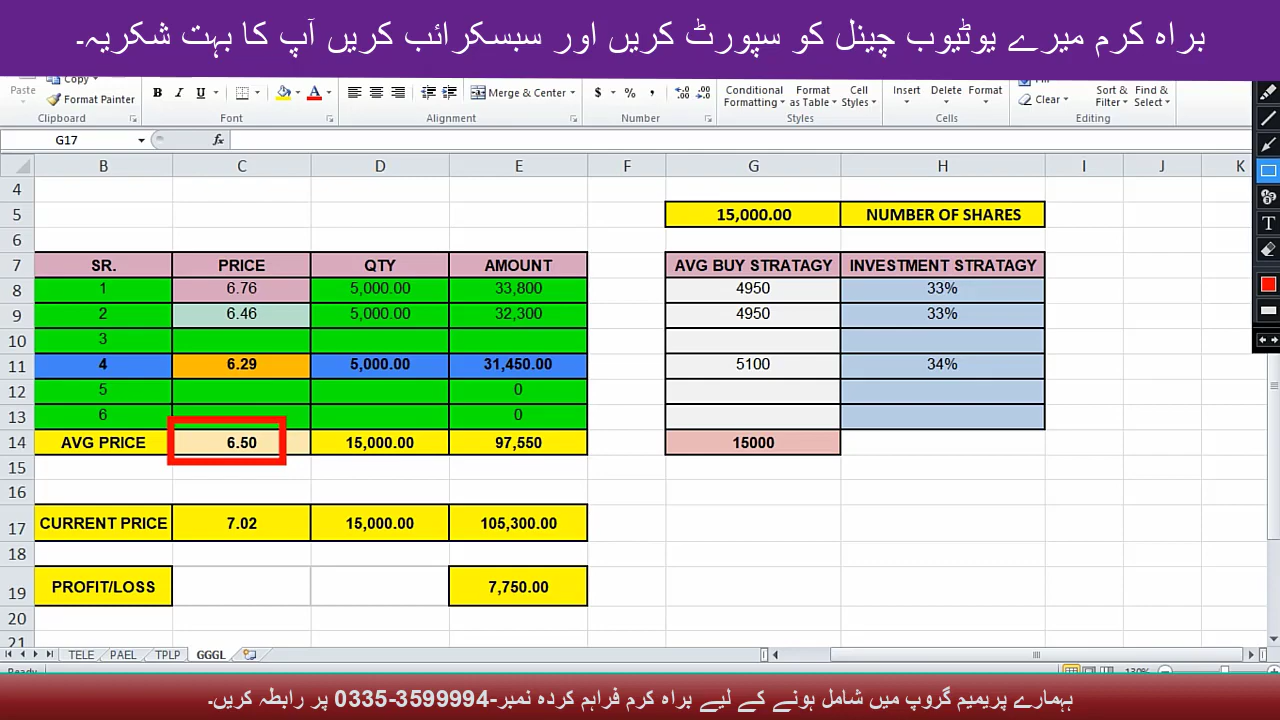 براہ کرم میرے یوٹیوب چینل کو سپورٹ کریں اور سبسکرائب کریں آپ کا بہت شکریہ۔
Copy
Paste
Format Painter
B I U A
Merge & Center
$ % ,
Conditional Formatting
Format as Table
Cell Styles
Insert Delete Format
Fill
Clear
Sort & Filter
Find & Select
Clipboard Font Alignment Number Styles Cells Editing
G17 fx
B C D E F G H I J K
4
5 15,000.00 NUMBER OF SHARES
6
7 SR. PRICE QTY AMOUNT AVG BUY STRATAGY INVESTMENT STRATAGY
8 1 6.76 5,000.00 33,800 4950 33%
9 2 6.46 5,000.00 32,300 4950 33%
10 3
11 4 6.29 5,000.00 31,450.00 5100 34%
12 5 0
13 6 0
14 AVG PRICE 6.50 15,000.00 97,550 15000
15
16
17 CURRENT PRICE 7.02 15,000.00 105,300.00
18
19 PROFIT/LOSS 7,750.00
20
21
TELE PAEL TPLP GGGL
Ready 130%
ہمارے پریمیم گروپ میں شامل ہونے کے لیے براہ کرم فراہم کردہ نمبر-0335-3599994 پر رابطہ کریں۔